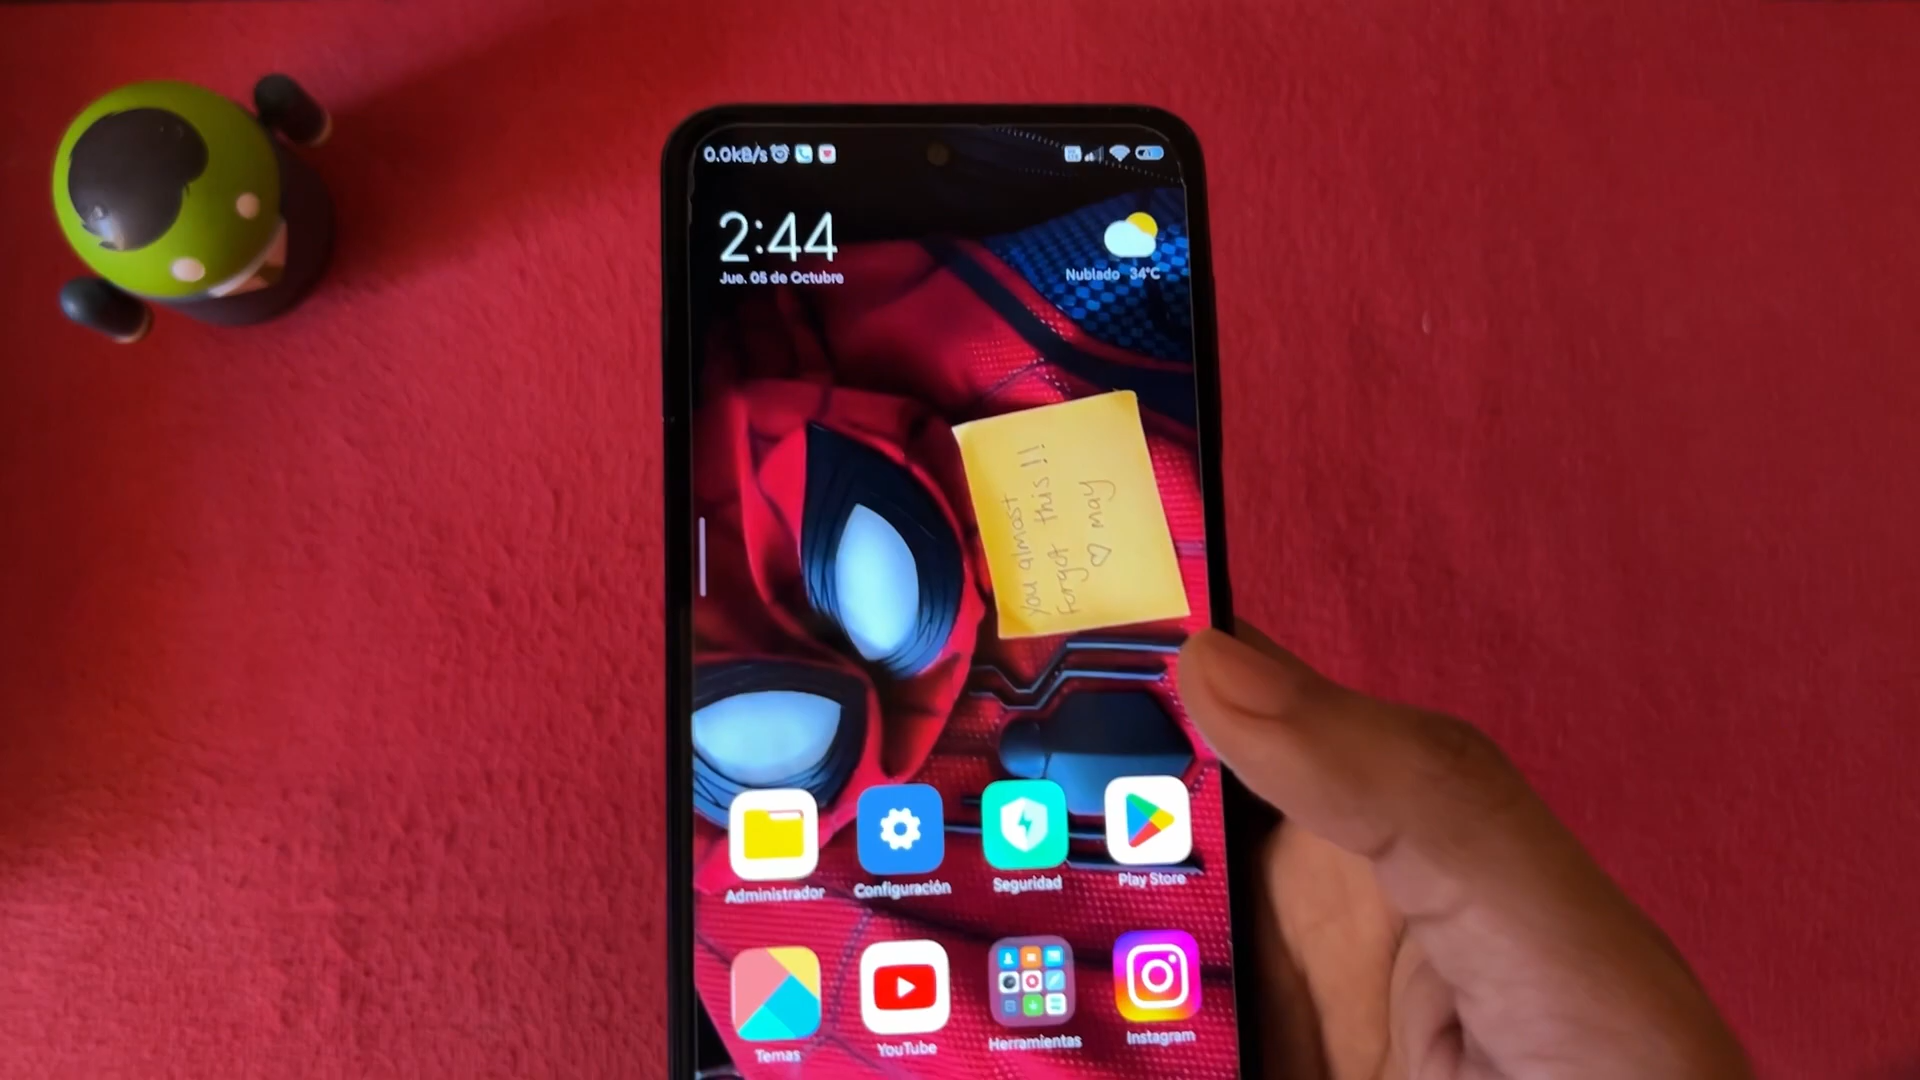 0.0kB/s
2:44
Jue. 05 de Octubre
Nublado 34°C
You almost
forgot this!!
♡ may
Administrador
Configuración
Seguridad
Play Store
Temas
YouTube
Herramientas
Instagram